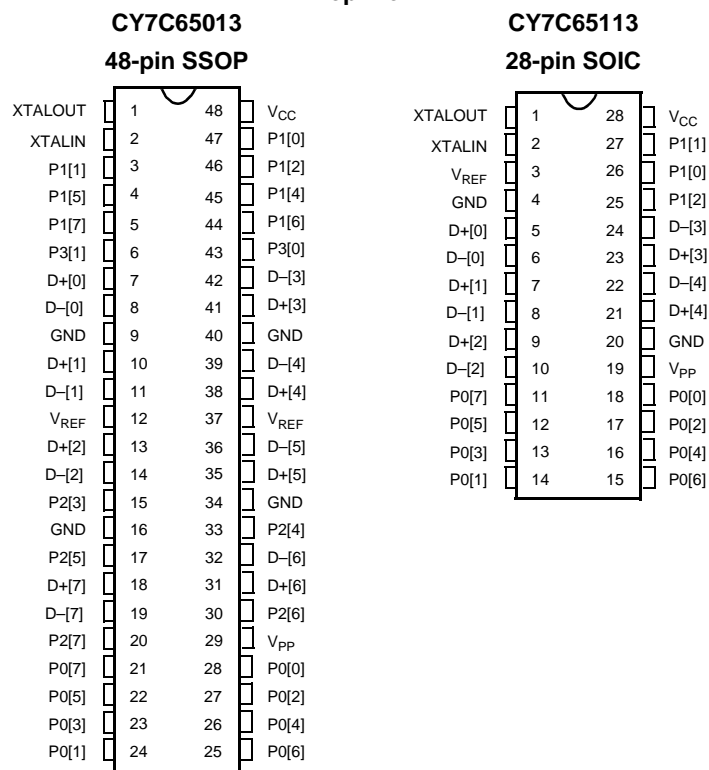 CY7C65013
48-pin SSOP
XTALOUT 1 48 VCC
XTALIN 2 47 P1[0]
P1[1] 3 46 P1[2]
P1[5] 4 45 P1[4]
P1[7] 5 44 P1[6]
P3[1] 6 43 P3[0]
D+[0] 7 42 D–[3]
D–[0] 8 41 D+[3]
GND 9 40 GND
D+[1] 10 39 D–[4]
D–[1] 11 38 D+[4]
VREF 12 37 VREF
D+[2] 13 36 D–[5]
D–[2] 14 35 D+[5]
P2[3] 15 34 GND
GND 16 33 P2[4]
P2[5] 17 32 D–[6]
D+[7] 18 31 D+[6]
D–[7] 19 30 P2[6]
P2[7] 20 29 VPP
P0[7] 21 28 P0[0]
P0[5] 22 27 P0[2]
P0[3] 23 26 P0[4]
P0[1] 24 25 P0[6]
CY7C65113
28-pin SOIC
XTALOUT 1 28 VCC
XTALIN 2 27 P1[1]
VREF 3 26 P1[0]
GND 4 25 P1[2]
D+[0] 5 24 D–[3]
D–[0] 6 23 D+[3]
D+[1] 7 22 D–[4]
D–[1] 8 21 D+[4]
D+[2] 9 20 GND
D–[2] 10 19 VPP
P0[7] 11 18 P0[0]
P0[5] 12 17 P0[2]
P0[3] 13 16 P0[4]
P0[1] 14 15 P0[6]